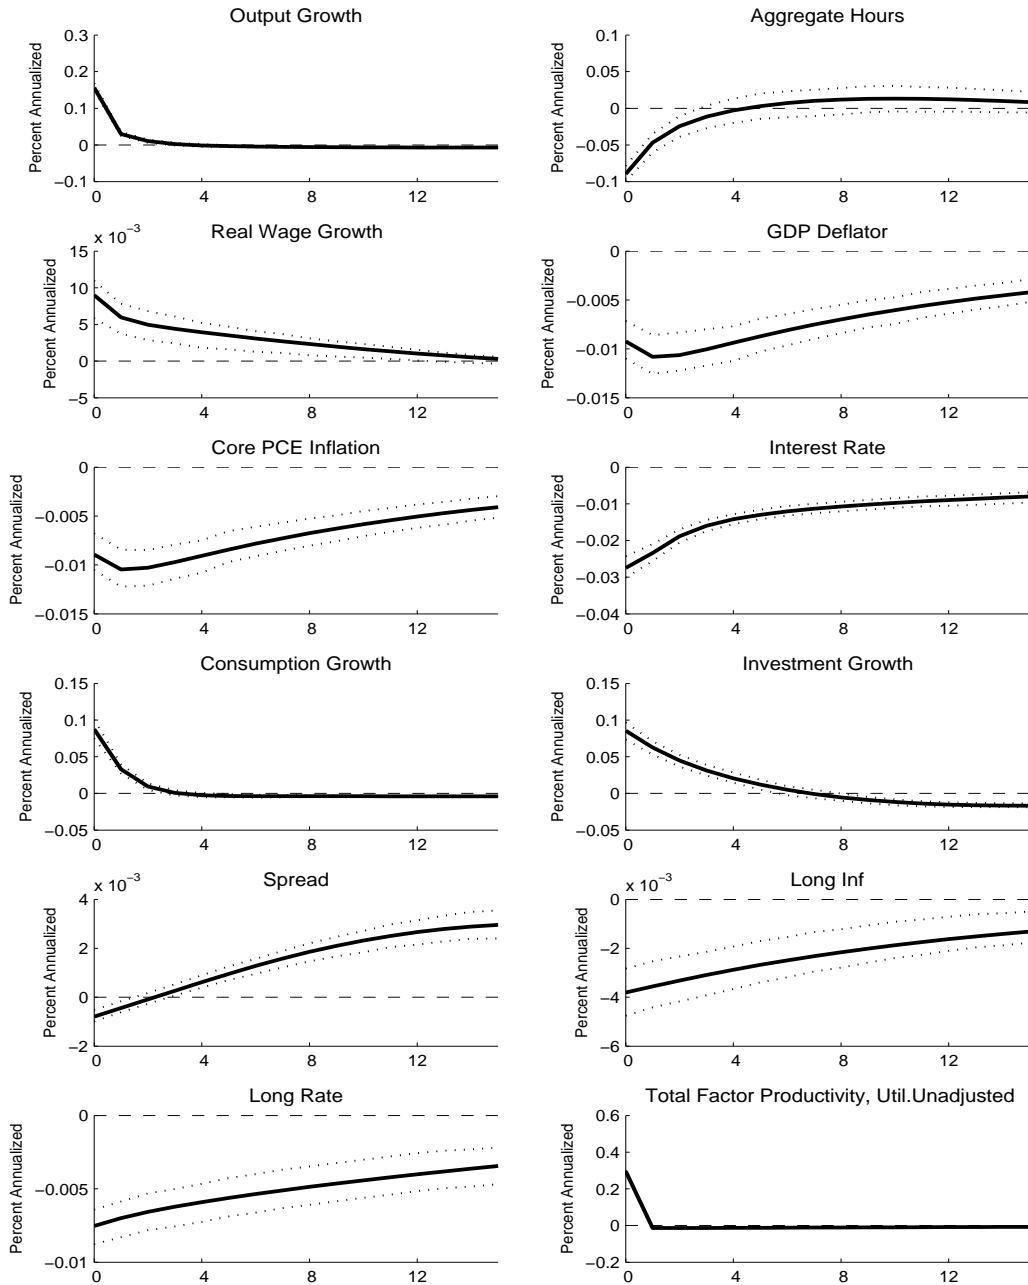 Output Growth
Percent Annualized
0.3
0.2
0.1
0
−0.1
0 4 8 12
Aggregate Hours
Percent Annualized
0.1
0.05
0
−0.05
−0.1
0 4 8 12
Real Wage Growth
x 10−3
Percent Annualized
15
10
5
0
−5
0 4 8 12
GDP Deflator
Percent Annualized
0
−0.005
−0.01
−0.015
0 4 8 12
Core PCE Inflation
Percent Annualized
0
−0.005
−0.01
−0.015
0 4 8 12
Interest Rate
Percent Annualized
0
−0.01
−0.02
−0.03
−0.04
0 4 8 12
Consumption Growth
Percent Annualized
0.15
0.1
0.05
0
−0.05
0 4 8 12
Investment Growth
Percent Annualized
0.15
0.1
0.05
0
−0.05
0 4 8 12
Spread
x 10−3
Percent Annualized
4
2
0
−2
0 4 8 12
Long Inf
x 10−3
Percent Annualized
0
−2
−4
−6
0 4 8 12
Long Rate
Percent Annualized
0
−0.005
−0.01
0 4 8 12
Total Factor Productivity, Util.Unadjusted
Percent Annualized
0.6
0.4
0.2
0
−0.2
0 4 8 12